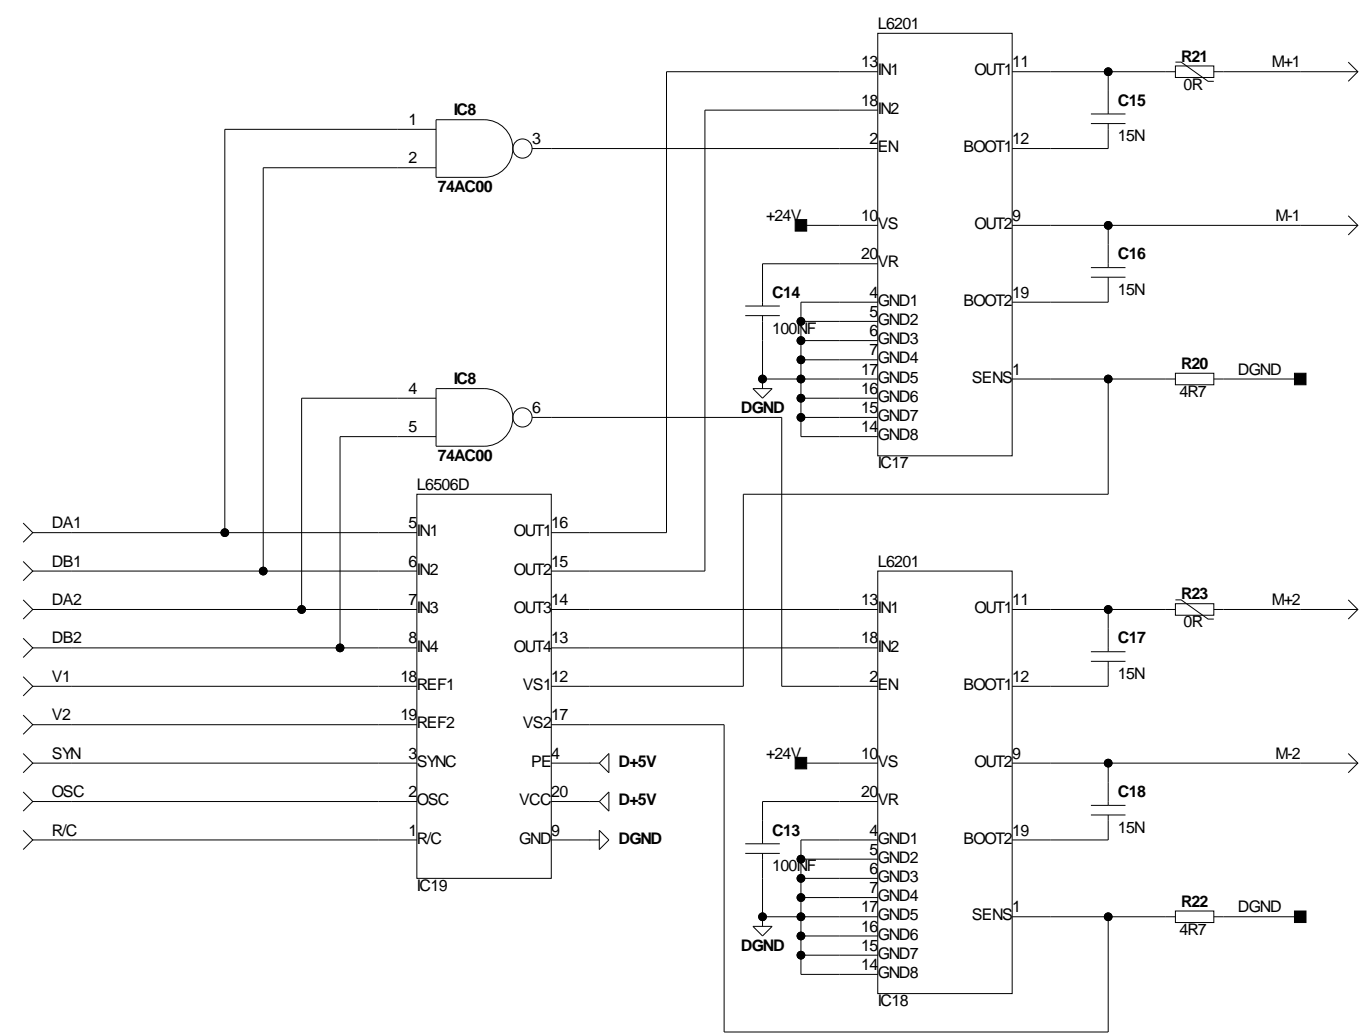 L6201
13 IN1 OUT1 11 R21 M+1
0R
18 IN2 C15
15N
IC8
1
2
3
74AC00
2 EN BOOT1 12
+24V 10 VS OUT2 9 M-1
20 VR C16
15N
C14
100NF
4 GND1 BOOT2 19
5 GND2
6 GND3
7 GND4
17 GND5 SENS 1 R20 DGND
4R7
16 GND6
15 GND7
14 GND8
DGND
IC17
IC8
4
5
6
74AC00
L6506D
DA1 5 IN1 OUT1 16
DB1 6 IN2 OUT2 15
DA2 7 IN3 OUT3 14
DB2 8 IN4 OUT4 13
V1 18 REF1 VS1 12
V2 19 REF2 VS2 17
SYN 3 SYNC PE 4 D+5V
OSC 2 OSC VCC 20 D+5V
R/C 1 R/C GND 9 DGND
IC19
L6201
13 IN1 OUT1 11 R23 M+2
0R
18 IN2 C17
15N
2 EN BOOT1 12
+24V 10 VS OUT2 9 M-2
20 VR C18
15N
C13
100NF
4 GND1 BOOT2 19
5 GND2
6 GND3
7 GND4
17 GND5 SENS 1 R22 DGND
4R7
16 GND6
15 GND7
14 GND8
DGND
IC18